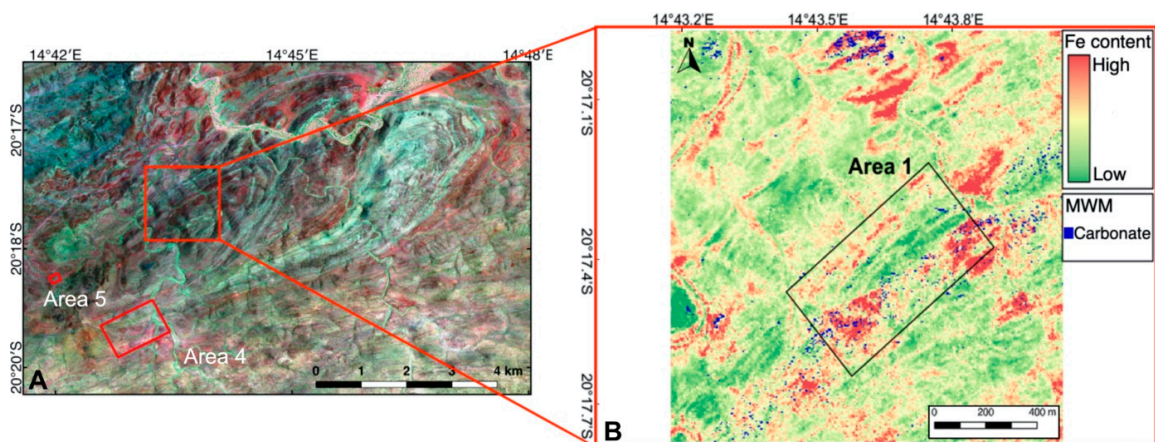 14°42′E
14°45′E
14°48′E
20°17′S
20°18′S
20°20′S
Area 5
Area 4
0 1 2 3 4 km
A
14°43.2′E
14°43.5′E
14°43.8′E
20°17.1′S
20°17.4′S
20°17.7′S
N
Area 1
0 200 400 m
B
Fe content
High
Low
MWM
Carbonate